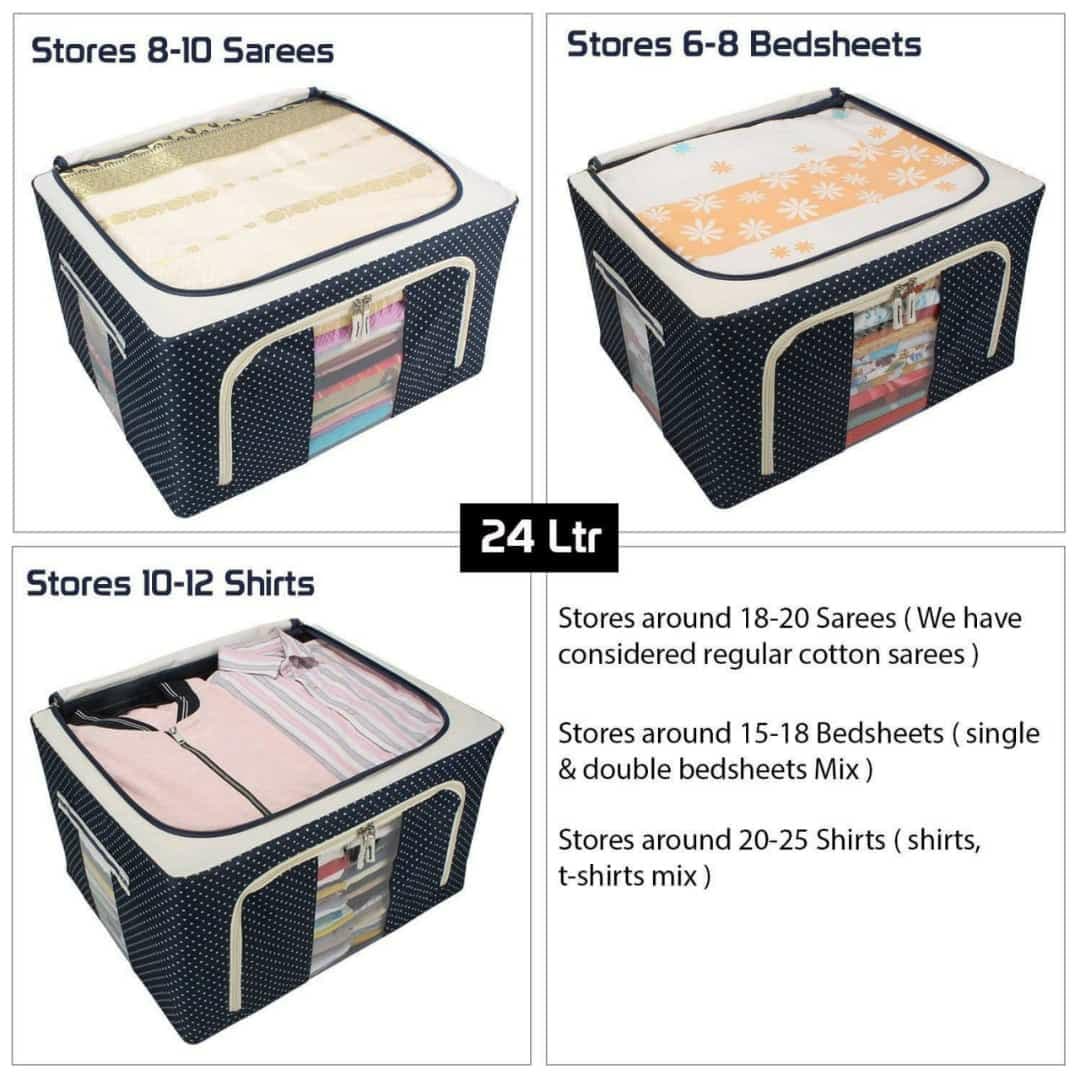 Stores 8-10 Sarees
Stores 6-8 Bedsheets
24 Ltr
Stores 10-12 Shirts
Stores around 18-20 Sarees ( We have
considered regular cotton sarees )
Stores around 15-18 Bedsheets ( single
& double bedsheets Mix )
Stores around 20-25 Shirts ( shirts,
t-shirts mix )